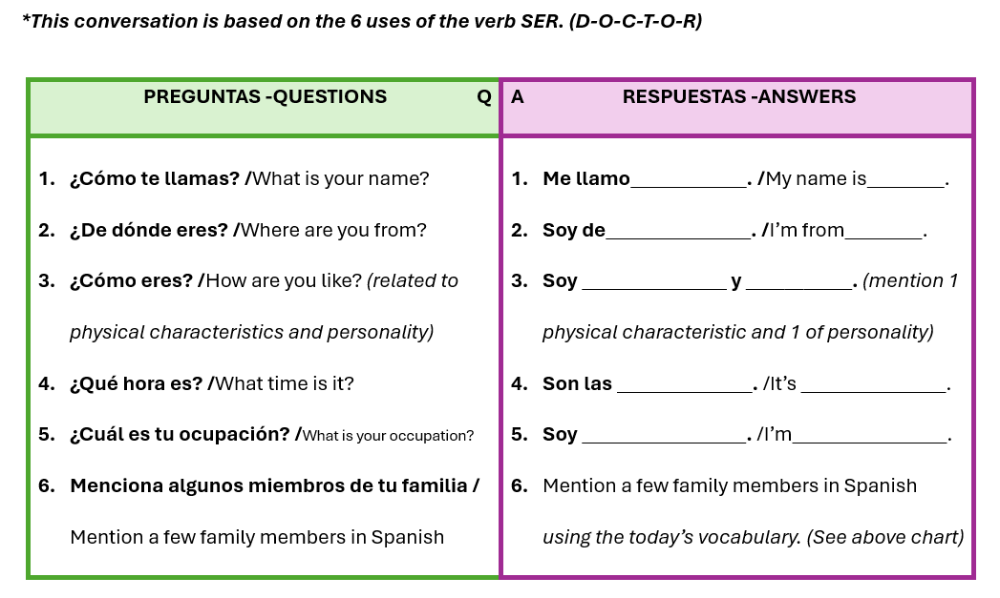 *This conversation is based on the 6 uses of the verb SER. (D-O-C-T-O-R)
PREGUNTAS -QUESTIONS Q
1. ¿Cómo te llamas? /What is your name?
2. ¿De dónde eres? /Where are you from?
3. ¿Cómo eres? /How are you like? (related to
physical characteristics and personality)
4. ¿Qué hora es? /What time is it?
5. ¿Cuál es tu ocupación? /What is your occupation?
6. Menciona algunos miembros de tu familia /
Mention a few family members in Spanish
A RESPUESTAS -ANSWERS
1. Me llamo___________. /My name is_______.
2. Soy de______________. /I’m from_______.
3. Soy ______________ y __________. (mention 1
physical characteristic and 1 of personality)
4. Son las _____________. /It’s ______________.
5. Soy ________________. /I’m_______________.
6. Mention a few family members in Spanish
using the today’s vocabulary. (See above chart)